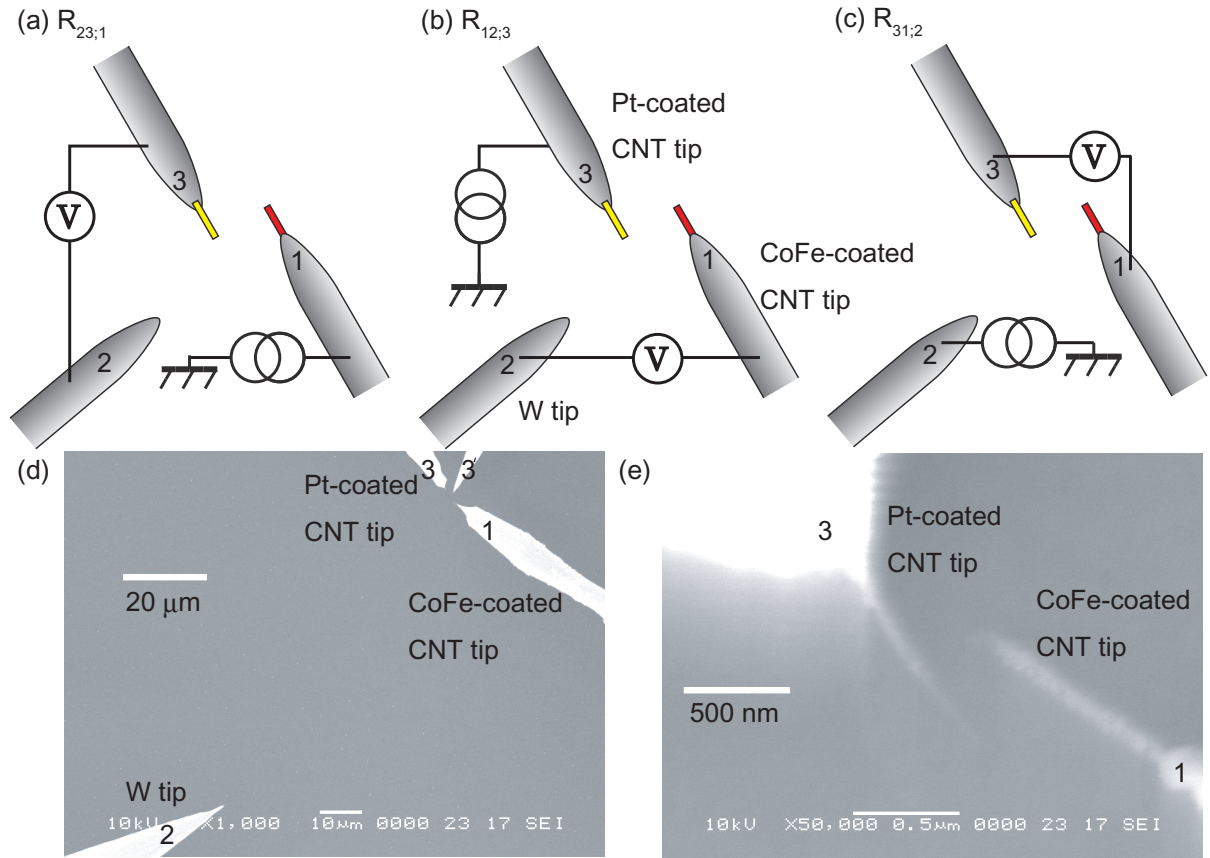 (a) R23;1
(b) R12;3
(c) R31;2
3
V
1
2
Pt-coated
CNT tip
3
1
CoFe-coated
CNT tip
2
V
W tip
3
V
1
2
(d)
3
3'
Pt-coated
CNT tip
1
20 μm
CoFe-coated
CNT tip
W tip
2
10kV X1,000 10μm 0000 23 17 SEI
(e)
3
Pt-coated
CNT tip
CoFe-coated
CNT tip
500 nm
1
10kV X50,000 0.5μm 0000 23 17 SEI